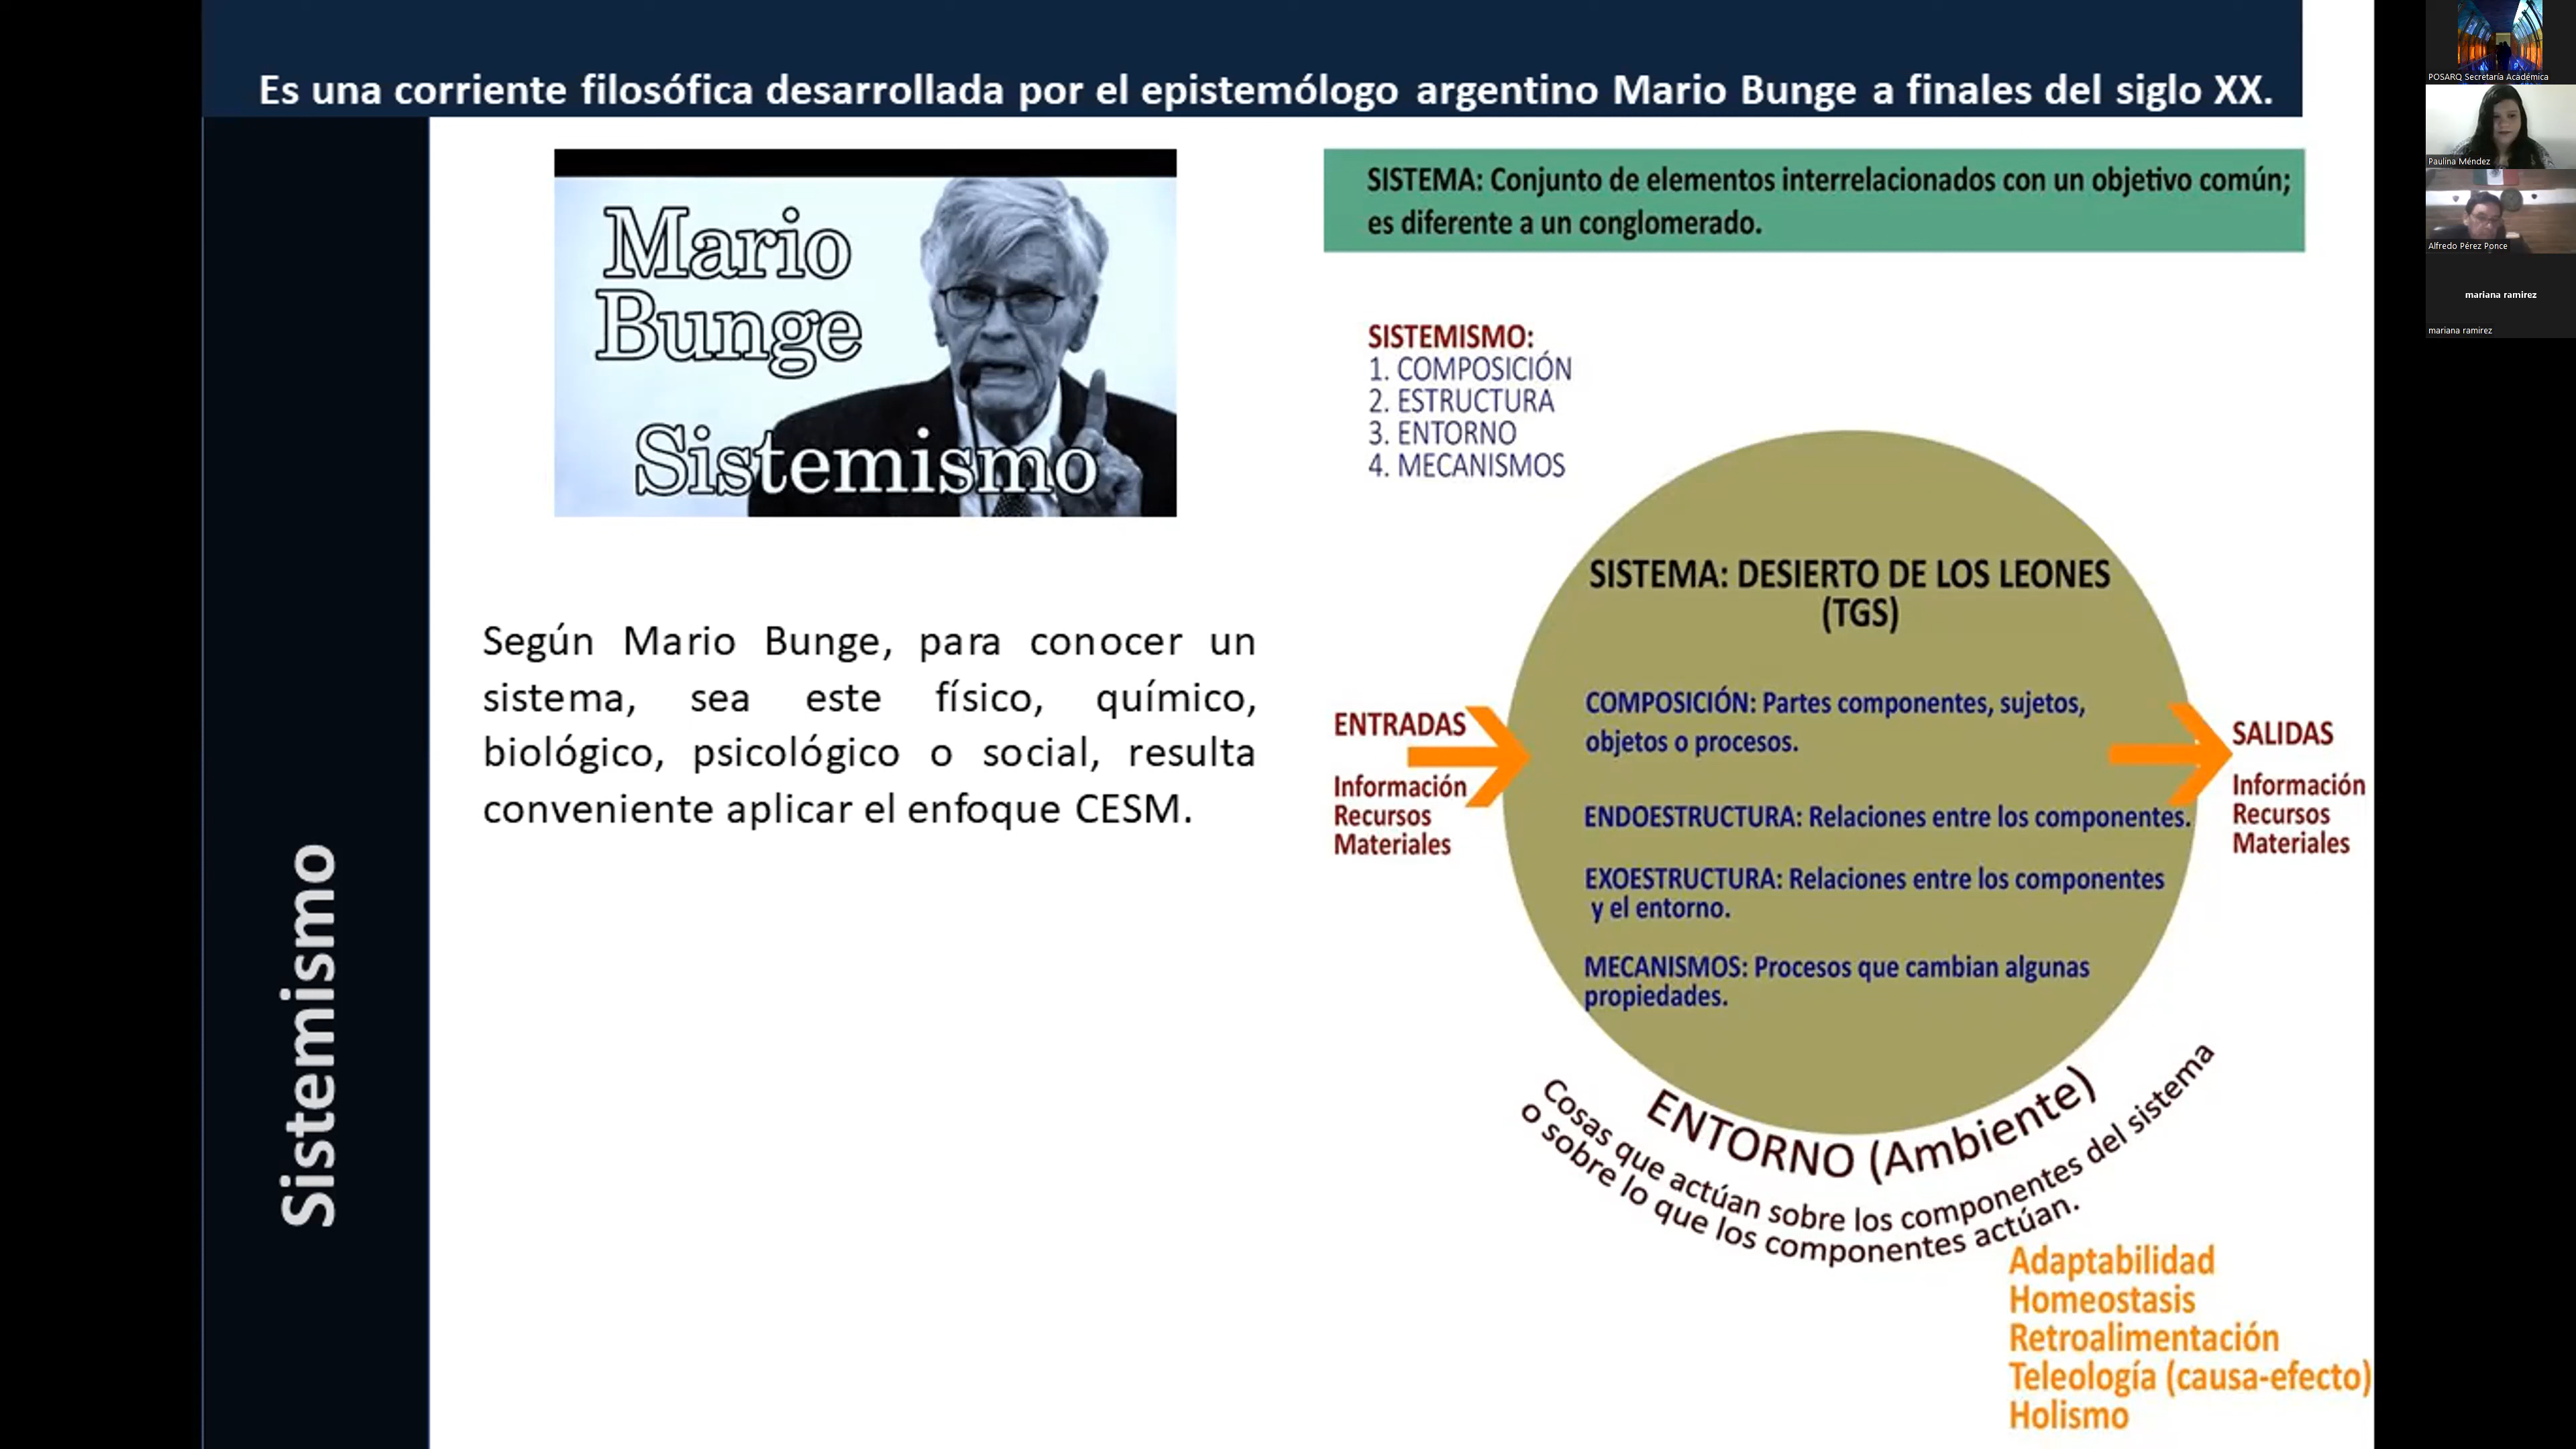 Es una corriente filosófica desarrollada por el epistemólogo argentino Mario Bunge a finales del siglo XX.
Sistemismo
Mario
Bunge
Sistemismo
Según Mario Bunge, para conocer un
sistema, sea este físico, químico,
biológico, psicológico o social, resulta
conveniente aplicar el enfoque CESM.
SISTEMA: Conjunto de elementos interrelacionados con un objetivo común;
es diferente a un conglomerado.
SISTEMISMO:
1. COMPOSICIÓN
2. ESTRUCTURA
3. ENTORNO
4. MECANISMOS
SISTEMA: DESIERTO DE LOS LEONES
(TGS)
ENTRADAS
Información
Recursos
Materiales
COMPOSICIÓN: Partes componentes, sujetos,
objetos o procesos.
ENDOESTRUCTURA: Relaciones entre los componentes.
EXOESTRUCTURA: Relaciones entre los componentes
y el entorno.
MECANISMOS: Procesos que cambian algunas
propiedades.
SALIDAS
Información
Recursos
Materiales
ENTORNO (Ambiente)
Cosas que actúan sobre los componentes del sistema
o sobre lo que los componentes actúan.
Adaptabilidad
Homeostasis
Retroalimentación
Teleología (causa-efecto)
Holismo
POSARQ Secretaría Académica
Paulina Méndez
Alfredo Pérez Ponce
mariana ramirez
mariana ramirez